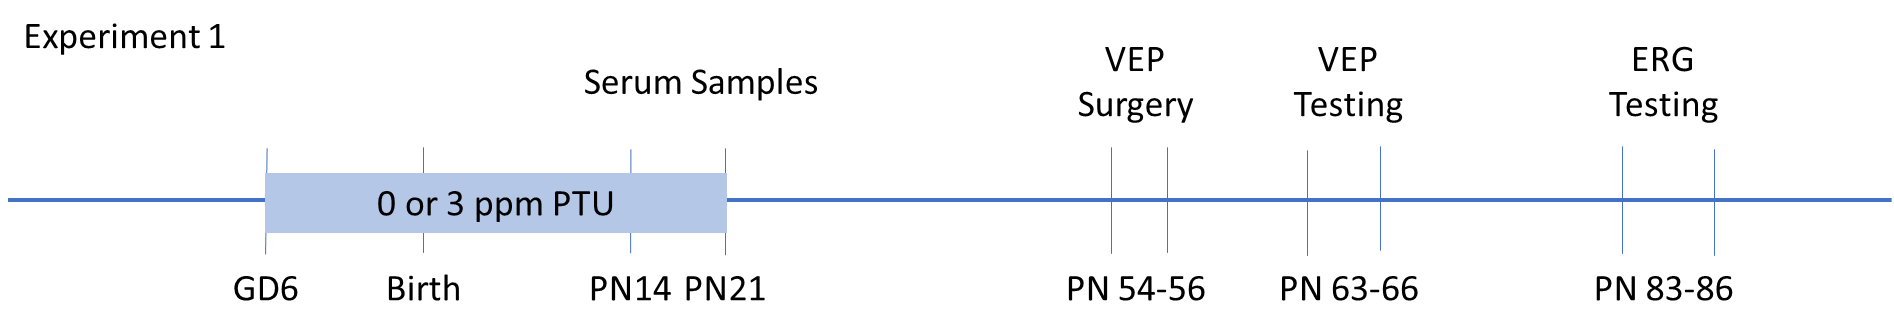 Experiment 1
Serum Samples
VEP
Surgery
VEP
Testing
ERG
Testing
0 or 3 ppm PTU
GD6
Birth
PN14
PN21
PN 54-56
PN 63-66
PN 83-86